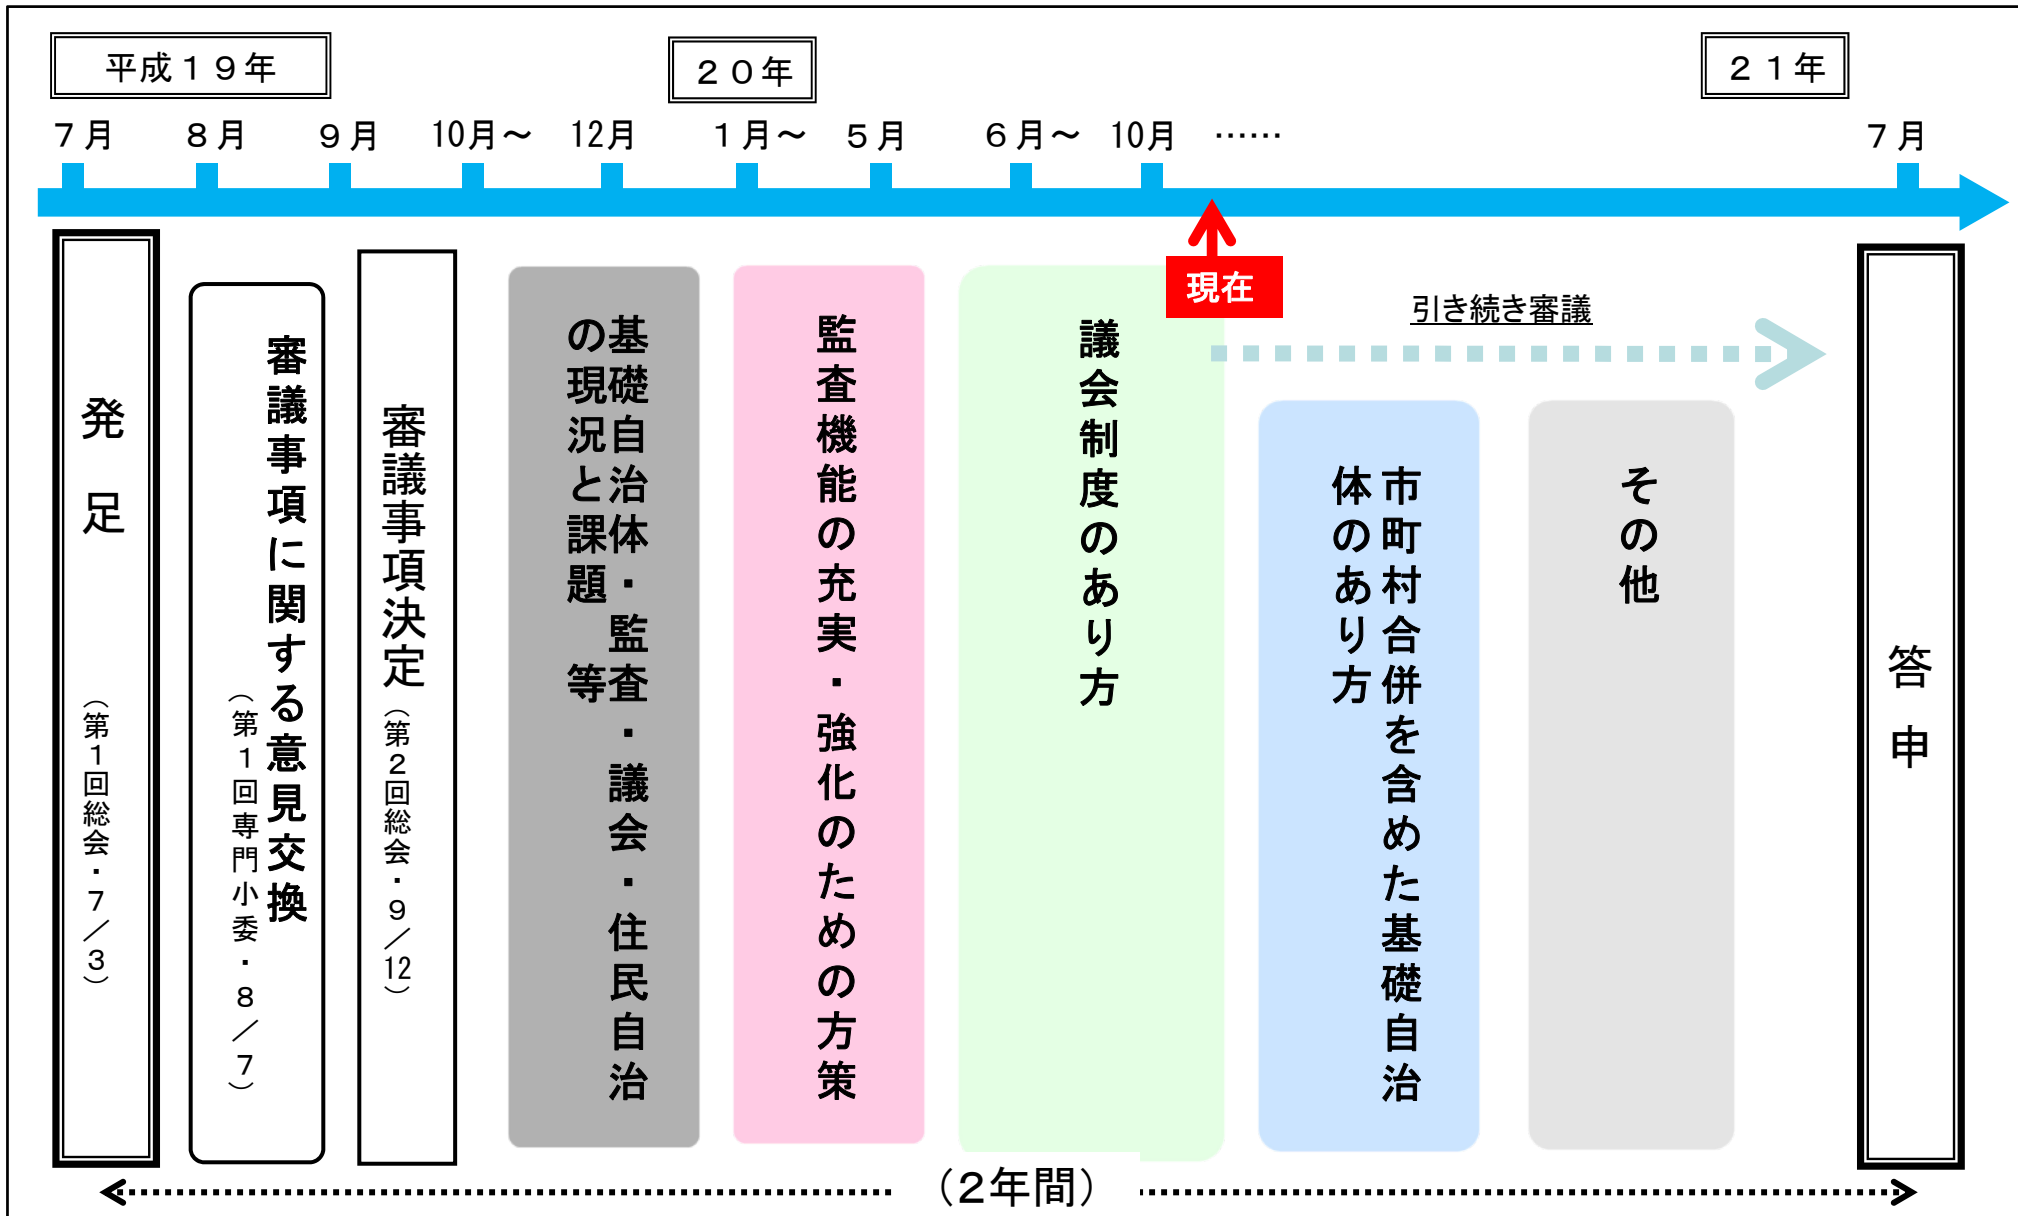 平成１９年
２０年
２１年
７月
８月
９月
10月～
12月
１月～
５月
６月～
10月
……
７月
現在
引き続き審議
発足
（第１回総会・７／３）
審議事項に関する意見交換
（第１回専門小委・８／７）
審議事項決定（第２回総会・９／12）
基礎自治体・監査・議会・住民自治
の現況と課題　等
監査機能の充実・強化のための方策
議会制度のあり方
市町村合併を含めた基礎自治
体のあり方
その他
答申
（２年間）